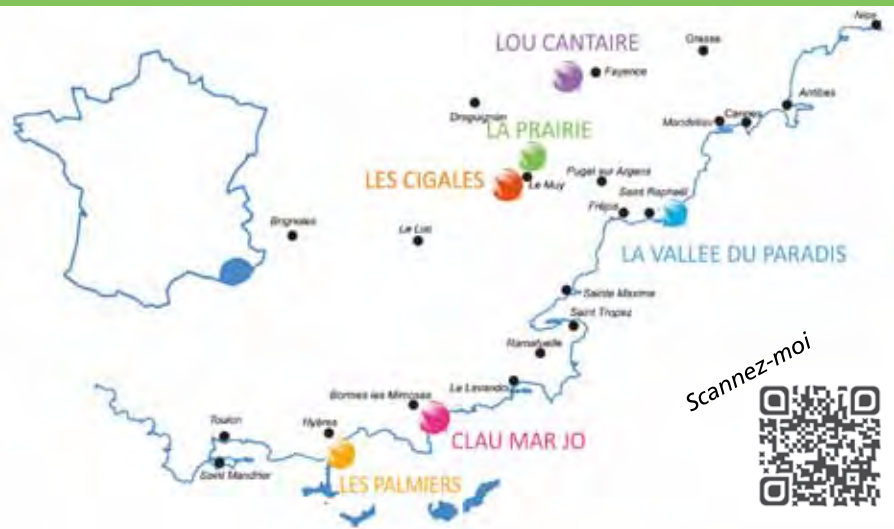 Nice
LOU CANTAIRE
Grasse
Fayence
Antibes
Draguignan
Mandelieu
Cannes
LA PRAIRIE
LES CIGALES
Le Muy
Puget sur Argens
Saint Raphaël
Fréjus
Brignoles
Le Luc
LA VALLEE DU PARADIS
Sainte Maxime
Saint Tropez
Ramatuelle
Scannez-moi
Le Lavandou
Bormes les Mimosas
Toulon
Hyères
CLAU MAR JO
Saint Mandrier
LES PALMIERS